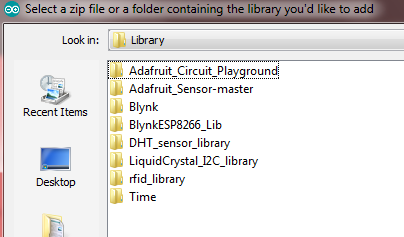 Select a zip file or a folder containing the library you'd like to add
Look in: Library
Recent Items
Desktop
Adafruit_Circuit_Playground
Adafruit_Sensor-master
Blynk
BlynkESP8266_Lib
DHT_sensor_library
LiquidCrystal_I2C_library
rfid_library
Time